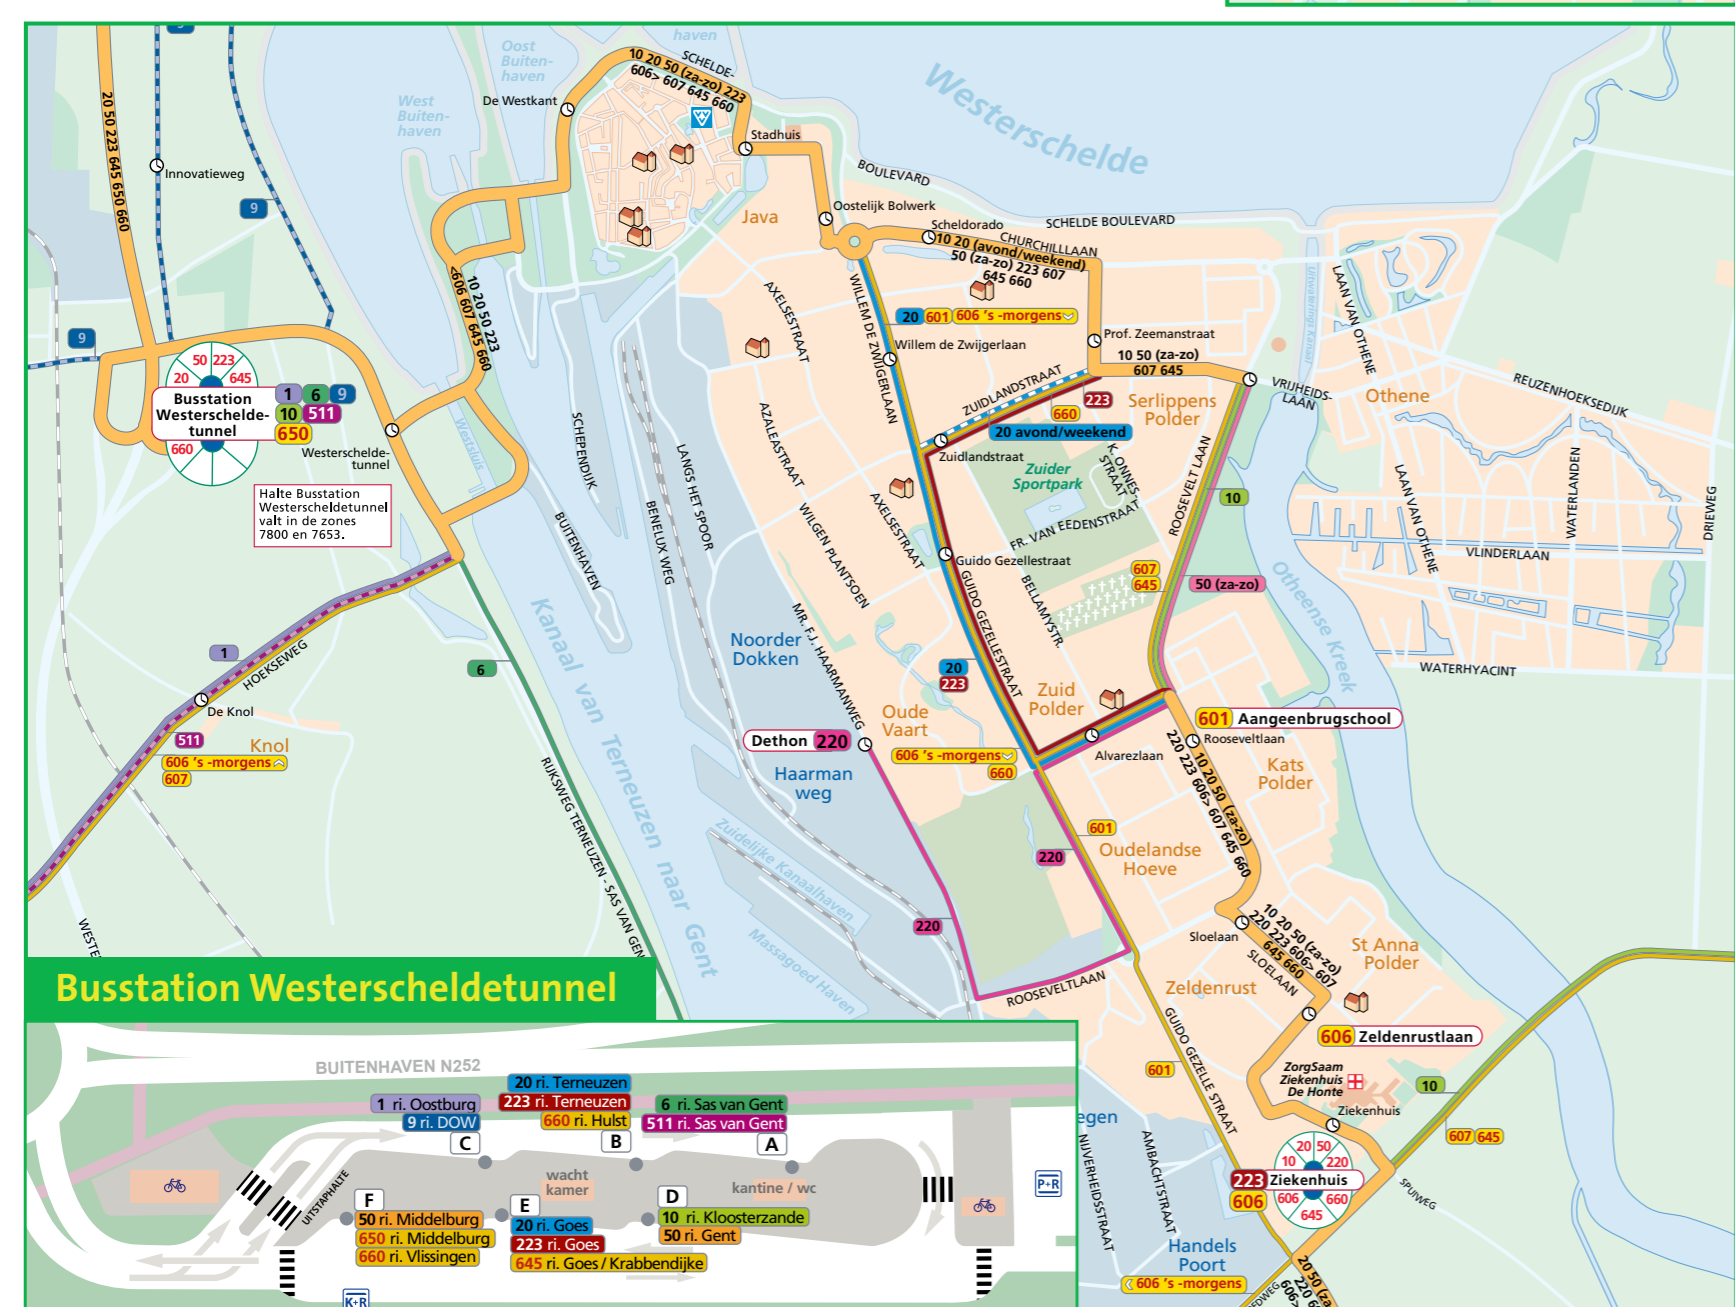 9
haven
Oost
Buiten-
haven
West
Buiten-
haven
De Westkant
SCHELDE-
10 20 50 (za-zo) 223
606> 607 645 660
Stadhuis
Westerschelde
20 50 223 645 650 660
Innovatieweg
9
Java
BOULEVARD
Oostelijk Bolwerk
Scheldorado
SCHELDE BOULEVARD
CHURCHILLLAAN
10 20 (avond/weekend)
50 (za-zo) 223 607
645 660
10 20 50 223
<606 607 645 660
AXELSESTRAAT
WILLEM DE ZWIJGERLAAN
20 601 606 's -morgens
Willem de Zwijgerlaan
Prof. Zeemanstraat
10 50 (za-zo)
607 645
Uitwaterings Kanaal
LAAN VAN OTHENE
VRIJHEIDS-
LAAN
Othene
REUZENHOEKSEDIJK
9
50 223
20 645
Busstation
Westerschelde-
tunnel
1 6 9
10 511
650
660
Westerschelde-
tunnel
Halte Busstation
Westerscheldetunnel
valt in de zones
7800 en 7653.
Westsluis
SCHEPENDIJK
BUITENHAVEN
BENELUX WEG
LANGS HET SPOOR
AZALEASTRAAT
WILGEN PLANTSOEN
AXELSESTRAAT
ZUIDLANDSTRAAT
223
660
20 avond/weekend
Serlippens
Polder
Zuidlandstraat
Zuider
Sportpark
K. ONNES-
STRAAT
FR. VAN EEDENSTRAAT
ROOSEVELT LAAN
10
LAAN VAN OTHENE
VLINDERLAAN
WATERLANDEN
DRIEWEG
WATERHYACINT
Otheense Kreek
Guido Gezellestraat
GUIDO GEZELLESTRAAT
BELLAMYSTR.
607
645
50 (za-zo)
1
HOEKSEWEG
De Knol
511
Knol
606 's -morgens
607
6
Kanaal van Terneuzen naar Gent
RIJKSWEG TERNEUZEN - SAS VAN GEN
Noorder
Dokken
MR. F.J. HAARMANWEG
20
223
Oude
Vaart
Zuid
Polder
Dethon 220
606 's -morgens
660
Alvarezlaan
601 Aangeenbrugschool
Rooseveltlaan
Kats
Polder
10 20 50 (za-zo)
220 223 606> 607 645 660
Haarman
weg
601
Oudelandse
Hoeve
220
Zuidelijke Kanaalhaven
220
Massagoed Haven
ROOSEVELTLAAN
Sloelaan
10 20 50 (za-zo)
220 223 606> 607
645 660
SLOELAAN
St Anna
Polder
Zeldenrust
606 Zeldenrustlaan
GUIDO GEZELLE STRAAT
601
ZorgSaam
Ziekenhuis
De Honte
Ziekenhuis
10
607 645
SPUIWEG
20 50
10 220
223 Ziekenhuis
606
606 660
645
egen
NIJVERHEIDSSTRAAT
AMBACHTSTRAAT
Handels
Poort
606 's -morgens
20 50 (za
220 6
606>
WESTE
Busstation Westerscheldetunnel
BUITENHAVEN N252
20 ri. Terneuzen
1 ri. Oostburg
223 ri. Terneuzen
6 ri. Sas van Gent
9 ri. DOW
660 ri. Hulst
511 ri. Sas van Gent
C
B
A
wacht
kamer
kantine / wc
UITSTAPHALTE
P+R
F
50 ri. Middelburg
650 ri. Middelburg
660 ri. Vlissingen
E
20 ri. Goes
223 ri. Goes
645 ri. Goes / Krabbendijke
D
10 ri. Kloosterzande
50 ri. Gent
K+R